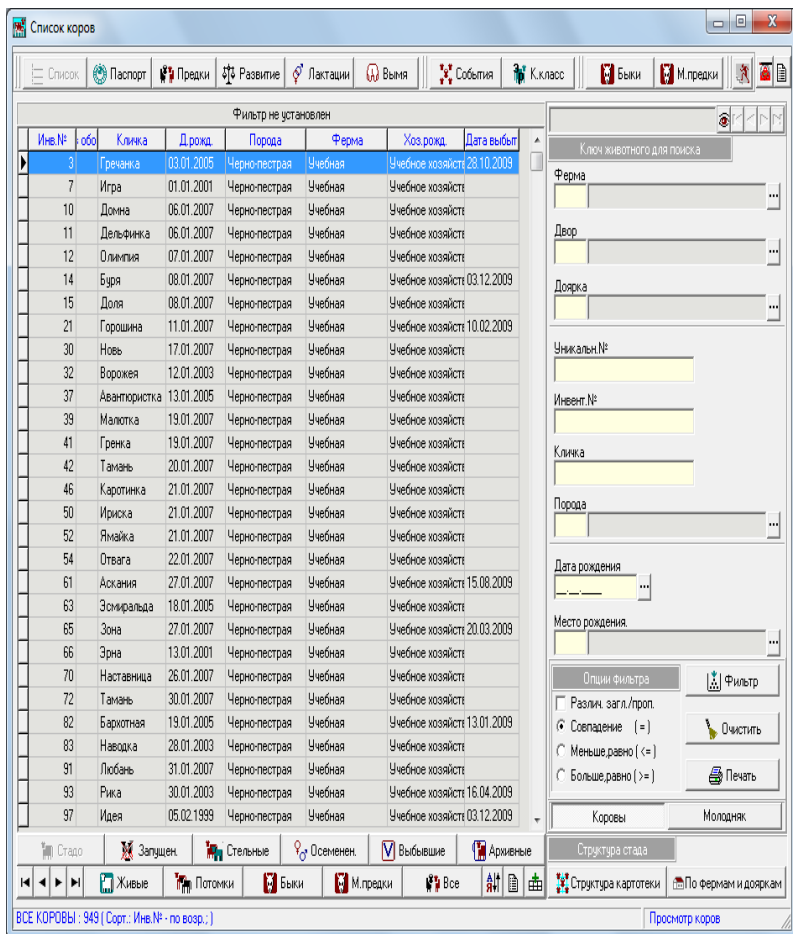 Список коров
Список Паспорт Предки Развитие Лактации Вымя События К.класс Быки М.предки
Фильтр не установлен
Инв.№ обо Кличка Д.рожд. Порода Ферма Хоз.рожд. Дата выбыт
3 Гречанка 03.01.2005 Черно-пестрая Учебная Учебное хозяйств 28.10.2009
7 Игра 01.01.2001 Черно-пестрая Учебная Учебное хозяйств
10 Домна 06.01.2007 Черно-пестрая Учебная Учебное хозяйств
11 Дельфинка 06.01.2007 Черно-пестрая Учебная Учебное хозяйств
12 Олимпия 07.01.2007 Черно-пестрая Учебная Учебное хозяйств
14 Буря 08.01.2007 Черно-пестрая Учебная Учебное хозяйств 03.12.2009
15 Доля 08.01.2007 Черно-пестрая Учебная Учебное хозяйств
21 Горошина 11.01.2007 Черно-пестрая Учебная Учебное хозяйств 10.02.2009
30 Новь 17.01.2007 Черно-пестрая Учебная Учебное хозяйств
32 Ворожея 12.01.2003 Черно-пестрая Учебная Учебное хозяйств
37 Авантюристка 13.01.2005 Черно-пестрая Учебная Учебное хозяйств
39 Малютка 19.01.2007 Черно-пестрая Учебная Учебное хозяйств
41 Гренка 19.01.2007 Черно-пестрая Учебная Учебное хозяйств
42 Тамань 20.01.2007 Черно-пестрая Учебная Учебное хозяйств
46 Каротинка 21.01.2007 Черно-пестрая Учебная Учебное хозяйств
50 Ириска 21.01.2007 Черно-пестрая Учебная Учебное хозяйств
52 Ямайка 21.01.2007 Черно-пестрая Учебная Учебное хозяйств
54 Отвага 22.01.2007 Черно-пестрая Учебная Учебное хозяйств
61 Аскания 27.01.2007 Черно-пестрая Учебная Учебное хозяйств 15.08.2009
63 Эсмиральда 18.01.2005 Черно-пестрая Учебная Учебное хозяйств
65 Зона 27.01.2007 Черно-пестрая Учебная Учебное хозяйств 20.03.2009
66 Эрна 13.01.2001 Черно-пестрая Учебная Учебное хозяйств
70 Наставница 26.01.2007 Черно-пестрая Учебная Учебное хозяйств
72 Тамань 30.01.2007 Черно-пестрая Учебная Учебное хозяйств
82 Бархотная 19.01.2005 Черно-пестрая Учебная Учебное хозяйств 13.01.2009
83 Наводка 28.01.2003 Черно-пестрая Учебная Учебное хозяйств
91 Любань 31.01.2007 Черно-пестрая Учебная Учебное хозяйств
93 Рика 30.01.2003 Черно-пестрая Учебная Учебное хозяйств 16.04.2009
97 Идея 05.02.1999 Черно-пестрая Учебная Учебное хозяйств 03.12.2009
Ключ животного для поиска
Ферма
Двор
Доярка
Уникальн.№
Инвент.№
Кличка
Порода
Дата рождения
__.__.____
Место рождения.
Опции фильтра
Различ. загл./проп.
Совпадение ( = )
Меньше,равно ( <= )
Больше,равно ( >= )
Фильтр
Очистить
Печать
Коровы Молодняк
Структура стада
Структура картотеки По фермам и дояркам
Стадо Запущен. Стельные Осеменен. Выбывшие Архивные
Живые Потомки Быки М.предки Все
ВСЕ КОРОВЫ : 949 ( Сорт.: Инв.№ - по возр.; ) Просмотр коров